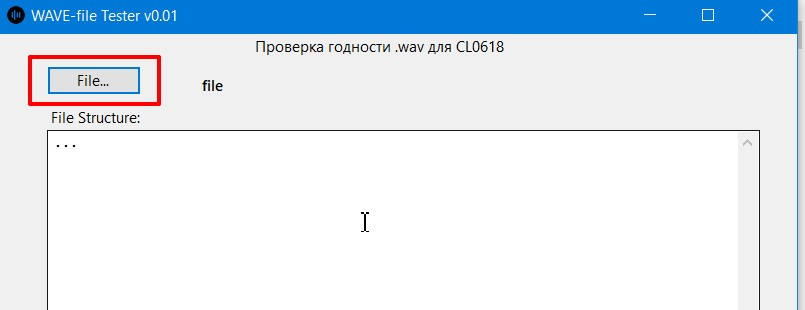 WAVE-file Tester v0.01
Проверка годности .wav для CL0618
File... file
File Structure:
...